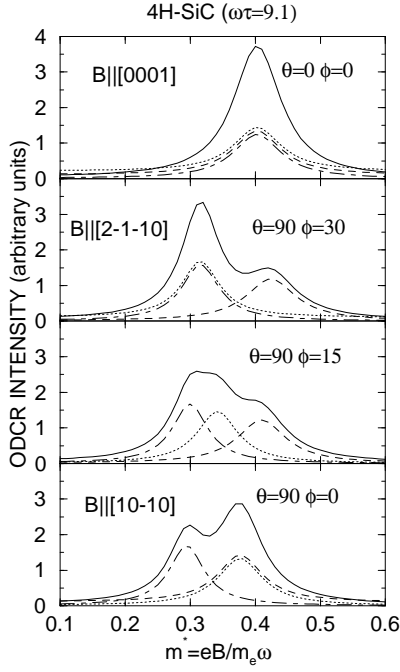 4H-SiC (ωτ=9.1)
ODCR INTENSITY (arbitrary units)
4
3
2
1
0
B||[0001]
θ=0 φ=0
3
2
1
0
B||[2-1-10]
θ=90 φ=30
3
2
1
0
θ=90 φ=15
3
2
1
0
B||[10-10]
θ=90 φ=0
0.1 0.2 0.3 0.4 0.5 0.6
m*=eB/mₑω